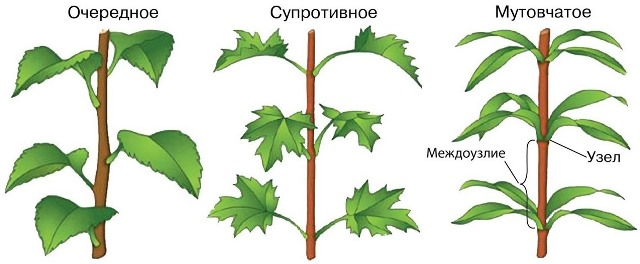 Очередное
Супротивное
Мутовчатое
Междоузлие
Узел